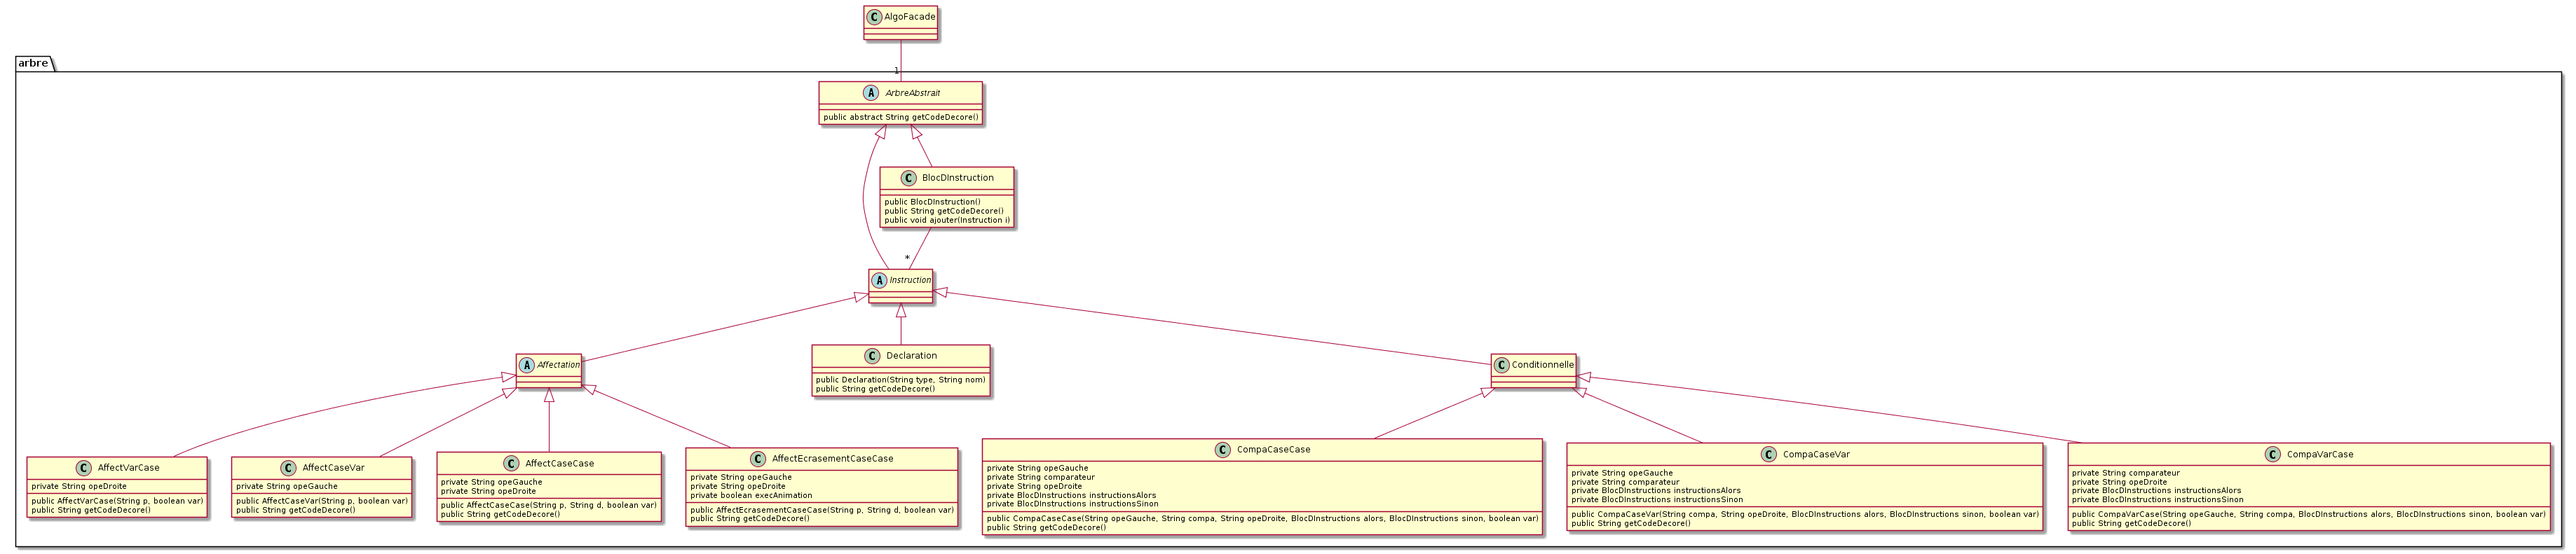 C AlgoFacade
arbre
1
A ArbreAbstrait
public abstract String getCodeDecore()
C BlocDInstruction
public BlocDInstruction()
public String getCodeDecore()
public void ajouter(Instruction i)
*
A Instruction
A Affectation
C Declaration
public Declaration(String type, String nom)
public String getCodeDecore()
C Conditionnelle
C AffectVarCase
private String opeDroite
public AffectVarCase(String p, boolean var)
public String getCodeDecore()
C AffectCaseVar
private String opeGauche
public AffectCaseVar(String p, boolean var)
public String getCodeDecore()
C AffectCaseCase
private String opeGauche
private String opeDroite
public AffectCaseCase(String p, String d, boolean var)
public String getCodeDecore()
C AffectEcrasementCaseCase
private String opeGauche
private String opeDroite
private boolean execAnimation
public AffectEcrasementCaseCase(String p, String d, boolean var)
public String getCodeDecore()
C CompaCaseCase
private String opeGauche
private String comparateur
private String opeDroite
private BlocDInstructions instructionsAlors
private BlocDInstructions instructionsSinon
public CompaCaseCase(String opeGauche, String compa, String opeDroite, BlocDInstructions alors, BlocDInstructions sinon, boolean var)
public String getCodeDecore()
C CompaCaseVar
private String opeGauche
private String comparateur
private BlocDInstructions instructionsAlors
private BlocDInstructions instructionsSinon
public CompaCaseVar(String compa, String opeDroite, BlocDInstructions alors, BlocDInstructions sinon, boolean var)
public String getCodeDecore()
C CompaVarCase
private String comparateur
private String opeDroite
private BlocDInstructions instructionsAlors
private BlocDInstructions instructionsSinon
public CompaVarCase(String opeGauche, String compa, BlocDInstructions alors, BlocDInstructions sinon, boolean var)
public String getCodeDecore()